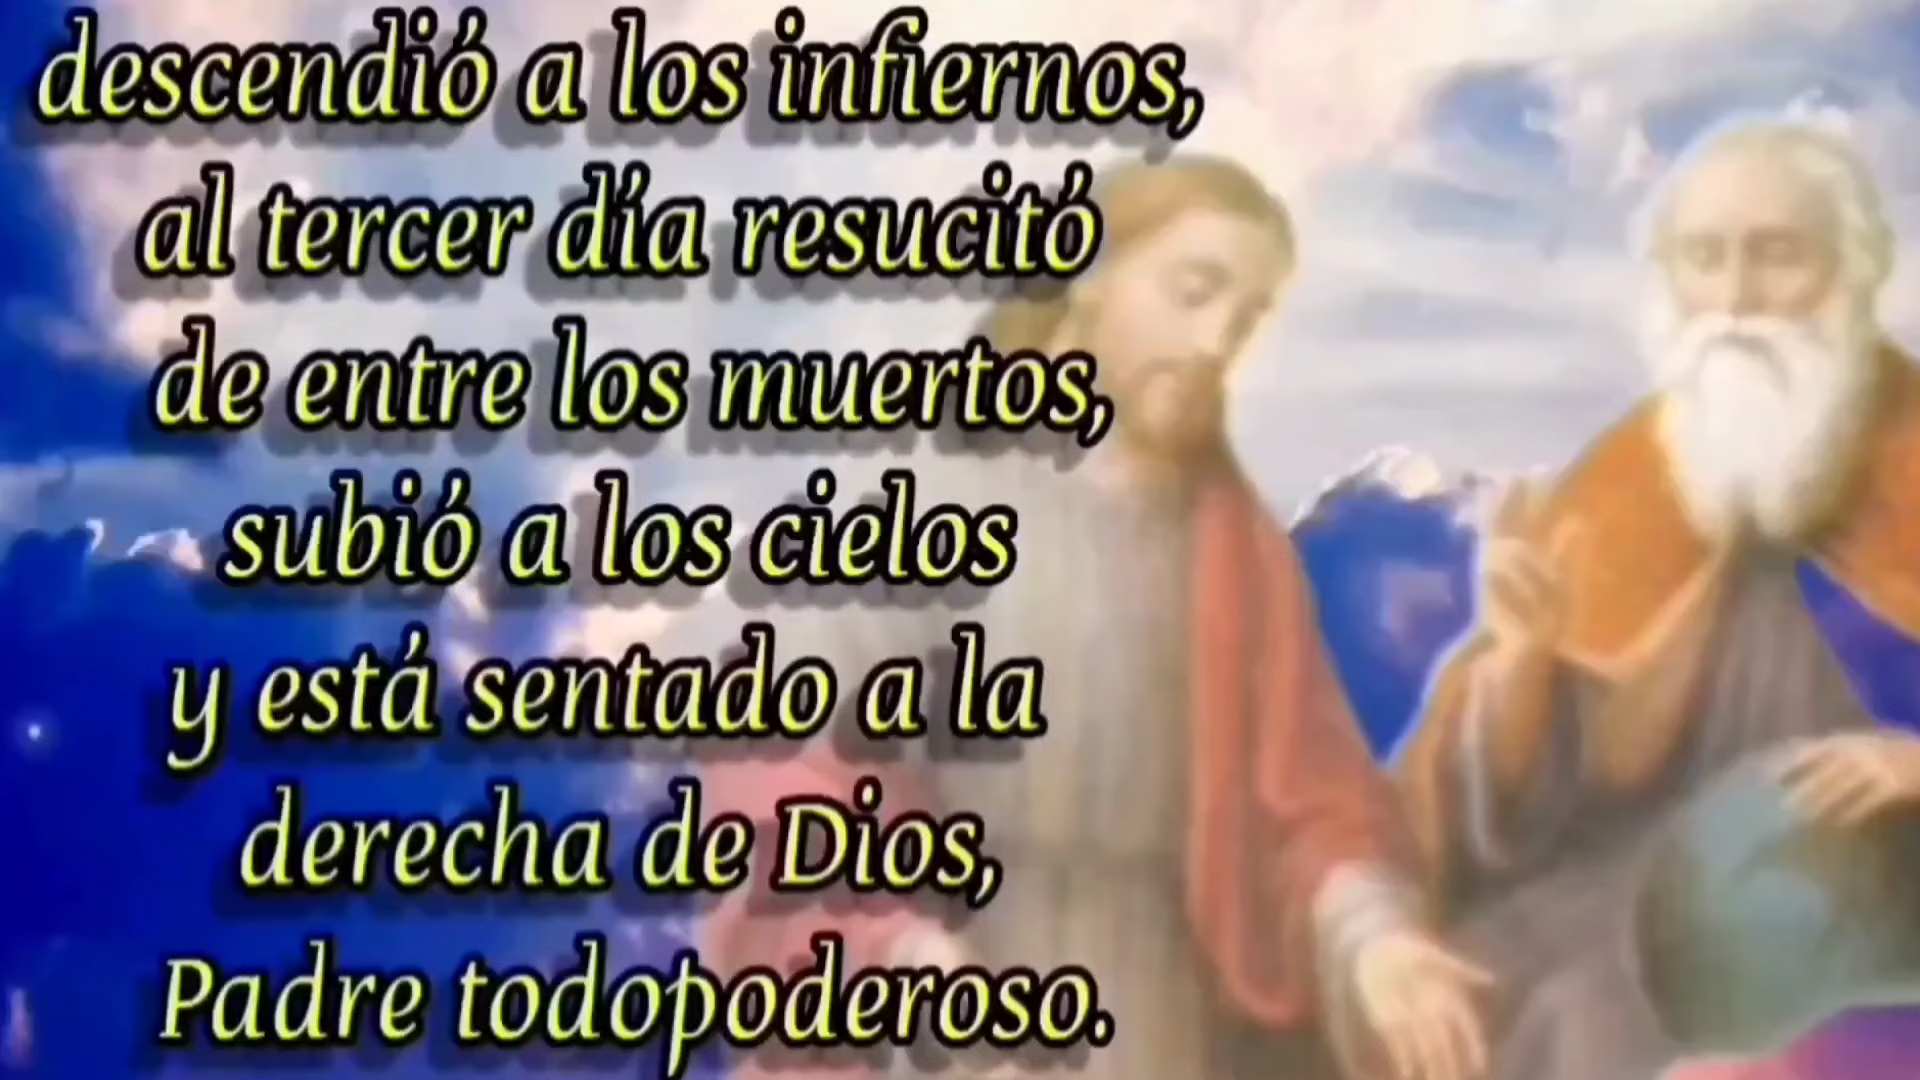 descendió a los infiernos,
al tercer día resucitó
de entre los muertos,
subió a los cielos
y está sentado a la
derecha de Dios,
Padre todopoderoso.